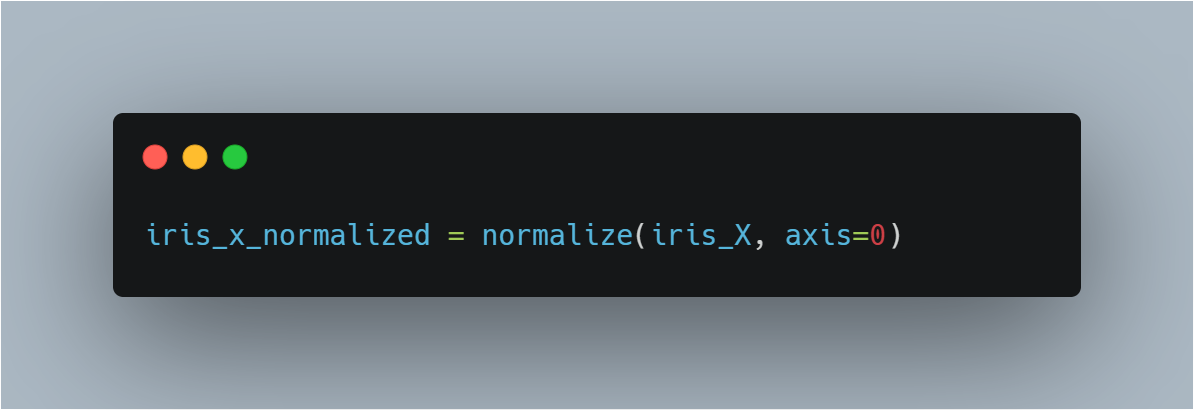 iris_x_normalized = normalize(iris_X, axis=0)